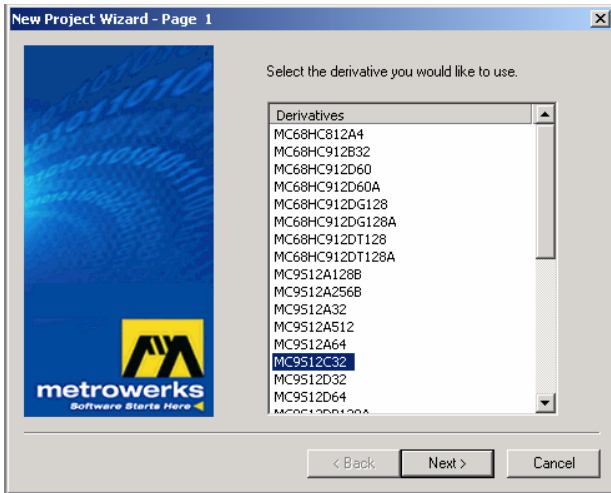 New Project Wizard - Page 1
Select the derivative you would like to use.
Derivatives
MC68HC812A4
MC68HC912B32
MC68HC912D60
MC68HC912D60A
MC68HC912DG128
MC68HC912DG128A
MC68HC912DT128
MC68HC912DT128A
MC9S12A128B
MC9S12A256B
MC9S12A32
MC9S12A512
MC9S12A64
MC9S12C32
MC9S12D32
MC9S12D64
metrowerks
Software Starts Here
< Back
Next >
Cancel